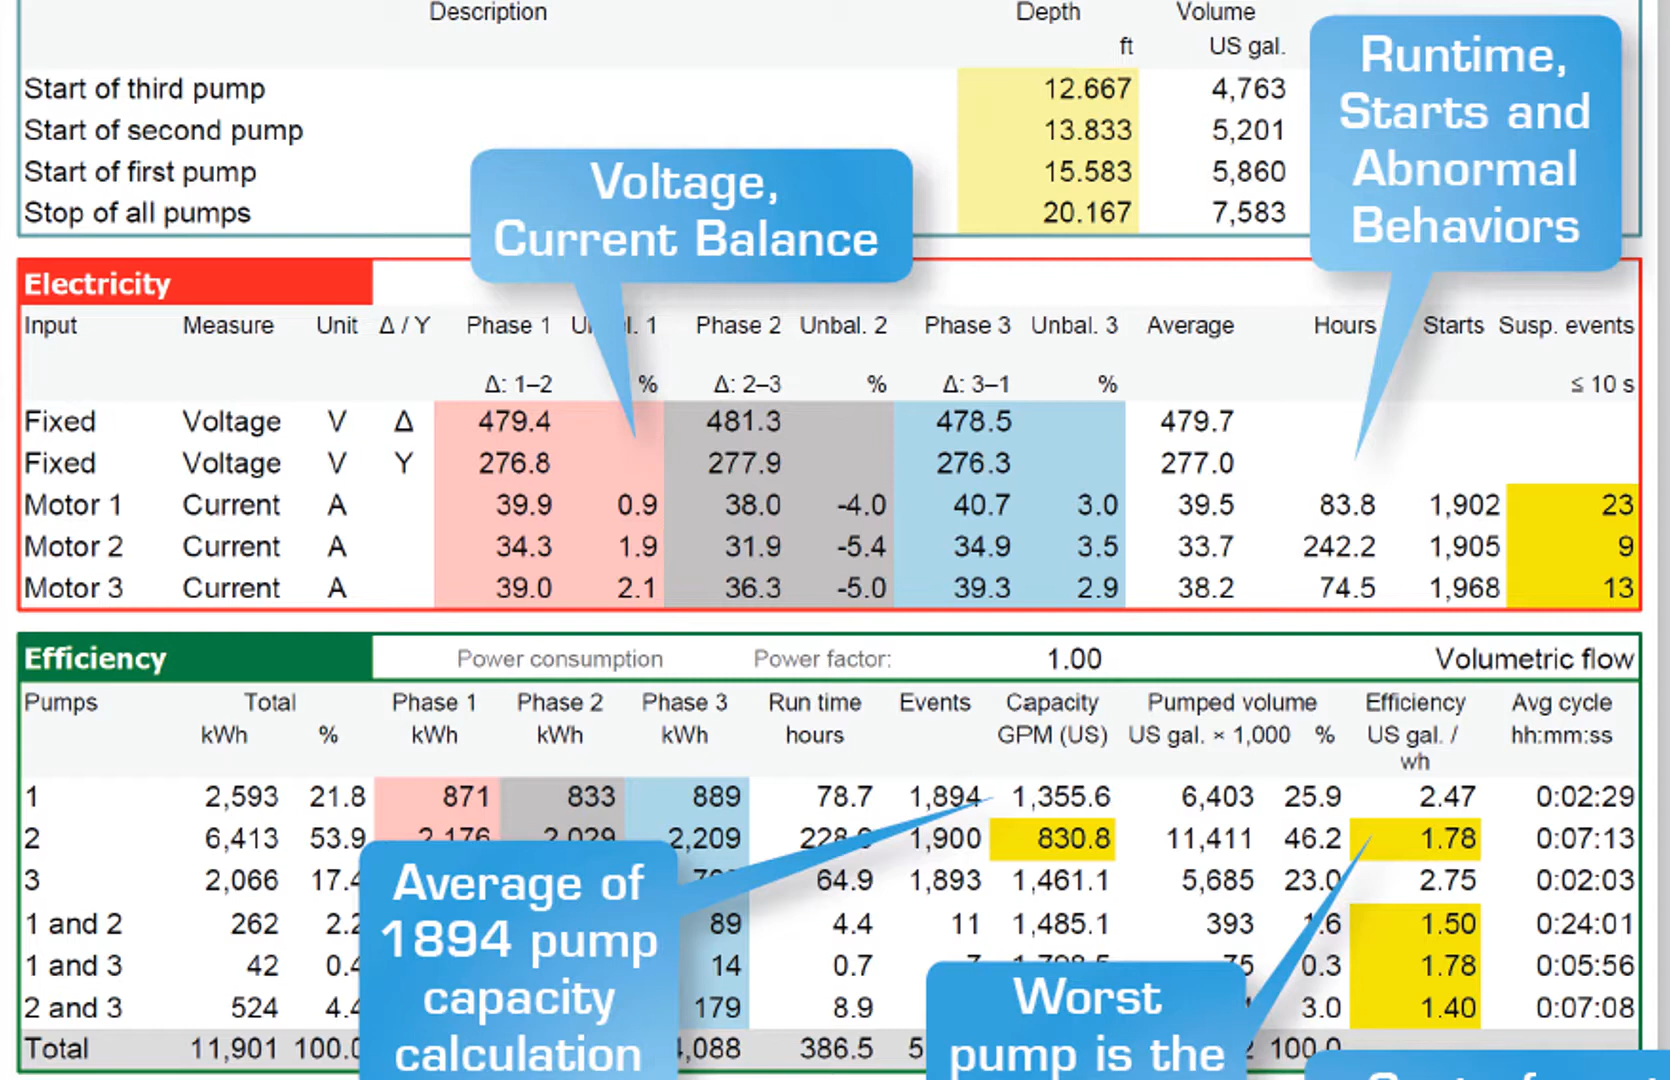 Description Depth Volume
ft US gal.
Start of third pump 12.667 4,763
Start of second pump 13.833 5,201
Start of first pump 15.583 5,860
Stop of all pumps 20.167 7,583
Runtime,
Starts and
Abnormal
Behaviors
Voltage,
Current Balance
Electricity
Input Measure Unit Δ / Y Phase 1 Phase 2 Unbal. 2 Phase 3 Unbal. 3 Average Hours Starts Susp. events
Δ: 1–2 % Δ: 2–3 % Δ: 3–1 % ≤ 10 s
Fixed Voltage V Δ 479.4 481.3 478.5 479.7
Fixed Voltage V Y 276.8 277.9 276.3 277.0
Motor 1 Current A 39.9 0.9 38.0 -4.0 40.7 3.0 39.5 83.8 1,902 23
Motor 2 Current A 34.3 1.9 31.9 -5.4 34.9 3.5 33.7 242.2 1,905 9
Motor 3 Current A 39.0 2.1 36.3 -5.0 39.3 2.9 38.2 74.5 1,968 13
Efficiency Power consumption Power factor: 1.00 Volumetric flow
Pumps Total Phase 1 Phase 2 Phase 3 Run time Events Capacity Pumped volume Efficiency Avg cycle
kWh % kWh kWh kWh hours GPM (US) US gal. × 1,000 % US gal. / hh:mm:ss
wh
1 2,593 21.8 871 833 889 78.7 1,894 1,355.6 6,403 25.9 2.47 0:02:29
2 6,413 53.9 2,176 2,029 2,209 1,900 830.8 11,411 46.2 1.78 0:07:13
3 2,066 64.9 1,893 1,461.1 5,685 23.0 2.75 0:02:03
1 and 2 262 89 4.4 11 1,485.1 393 1.50 0:24:01
1 and 3 42 14 0.7 0.3 1.78 0:05:56
2 and 3 524 179 8.9 3.0 1.40 0:07:08
Total 11,901 386.5
Average of
1894 pump
capacity
calculation
Worst
pump is the